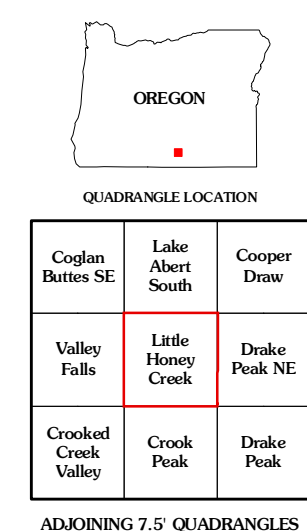 OREGON
QUADRANGLE LOCATION
Coglan
Buttes SE
Lake
Abert
South
Cooper
Draw
Valley
Falls
Little
Honey
Creek
Drake
Peak NE
Crooked
Creek
Valley
Crook
Peak
Drake
Peak
ADJOINING 7.5' QUADRANGLES